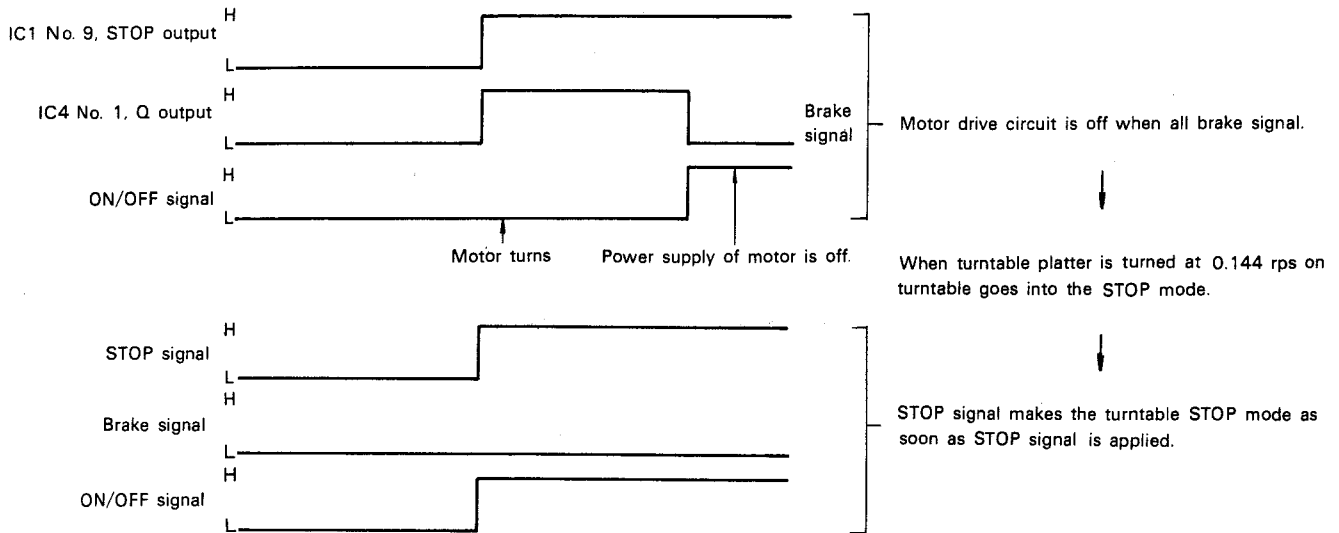 H
IC1 No. 9, STOP output
L
H
IC4 No. 1, Q output
L
Brake
signal
H
ON/OFF signal
L
Motor turns
Power supply of motor is off.
Motor drive circuit is off when all brake signal.
When turntable platter is turned at 0.144 rps on
turntable goes into the STOP mode.
H
STOP signal
L
H
Brake signal
L
H
ON/OFF signal
L
STOP signal makes the turntable STOP mode as
soon as STOP signal is applied.